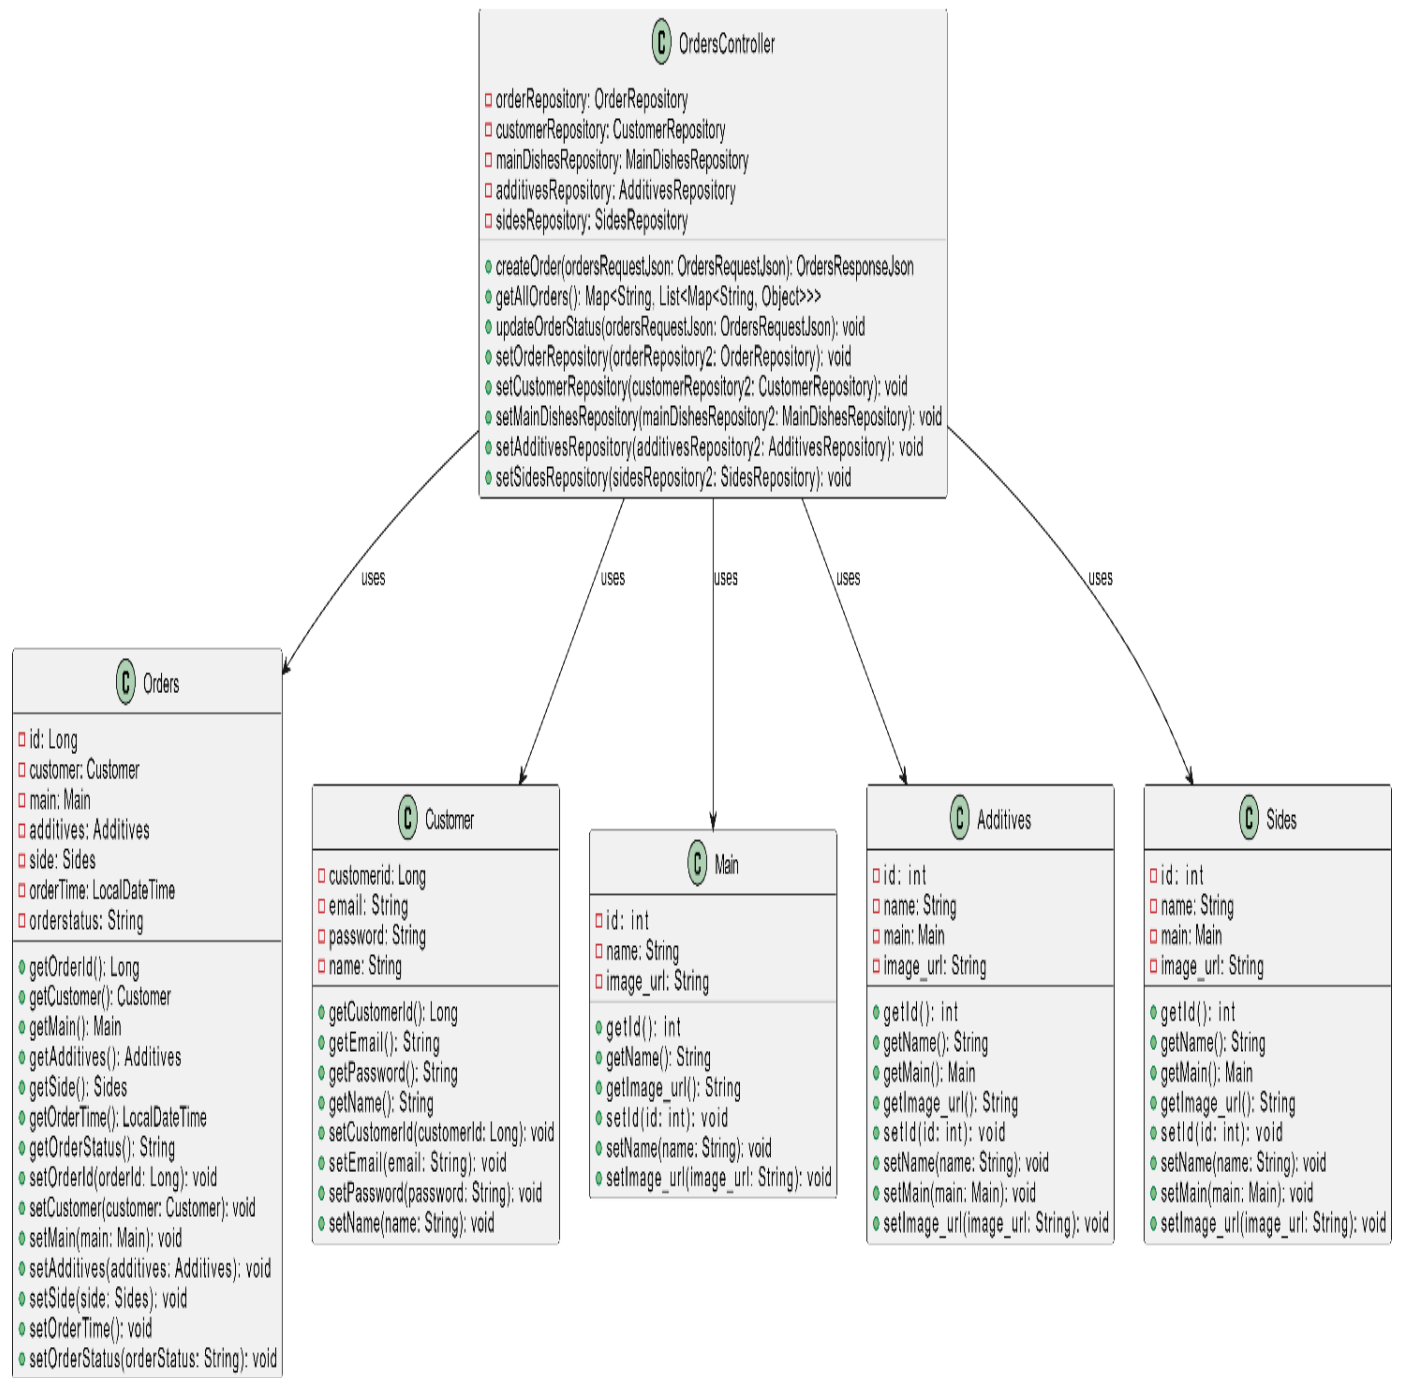 C OrdersController
orderRepository: OrderRepository
customerRepository: CustomerRepository
mainDishesRepository: MainDishesRepository
additivesRepository: AdditivesRepository
sidesRepository: SidesRepository
createOrder(ordersRequestJson: OrdersRequestJson): OrdersResponseJson
getAllOrders(): Map<String, List<Map<String, Object>>>
updateOrderStatus(ordersRequestJson: OrdersRequestJson): void
setOrderRepository(orderRepository2: OrderRepository): void
setCustomerRepository(customerRepository2: CustomerRepository): void
setMainDishesRepository(mainDishesRepository2: MainDishesRepository): void
setAdditivesRepository(additivesRepository2: AdditivesRepository): void
setSidesRepository(sidesRepository2: SidesRepository): void
uses
uses
uses
uses
uses
C Orders
id: Long
customer: Customer
main: Main
additives: Additives
side: Sides
orderTime: LocalDateTime
orderstatus: String
getOrderId(): Long
getCustomer(): Customer
getMain(): Main
getAdditives(): Additives
getSide(): Sides
getOrderTime(): LocalDateTime
getOrderStatus(): String
setOrderId(orderId: Long): void
setCustomer(customer: Customer): void
setMain(main: Main): void
setAdditives(additives: Additives): void
setSide(side: Sides): void
setOrderTime(): void
setOrderStatus(orderStatus: String): void
C Customer
customerid: Long
email: String
password: String
name: String
getCustomerId(): Long
getEmail(): String
getPassword(): String
getName(): String
setCustomerId(customerId: Long): void
setEmail(email: String): void
setPassword(password: String): void
setName(name: String): void
C Main
id: int
name: String
image_url: String
getId(): int
getName(): String
getImage_url(): String
setId(id: int): void
setName(name: String): void
setImage_url(image_url: String): void
C Additives
id: int
name: String
main: Main
image_url: String
getId(): int
getName(): String
getMain(): Main
getImage_url(): String
setId(id: int): void
setName(name: String): void
setMain(main: Main): void
setImage_url(image_url: String): void
C Sides
id: int
name: String
main: Main
image_url: String
getId(): int
getName(): String
getMain(): Main
getImage_url(): String
setId(id: int): void
setName(name: String): void
setMain(main: Main): void
setImage_url(image_url: String): void